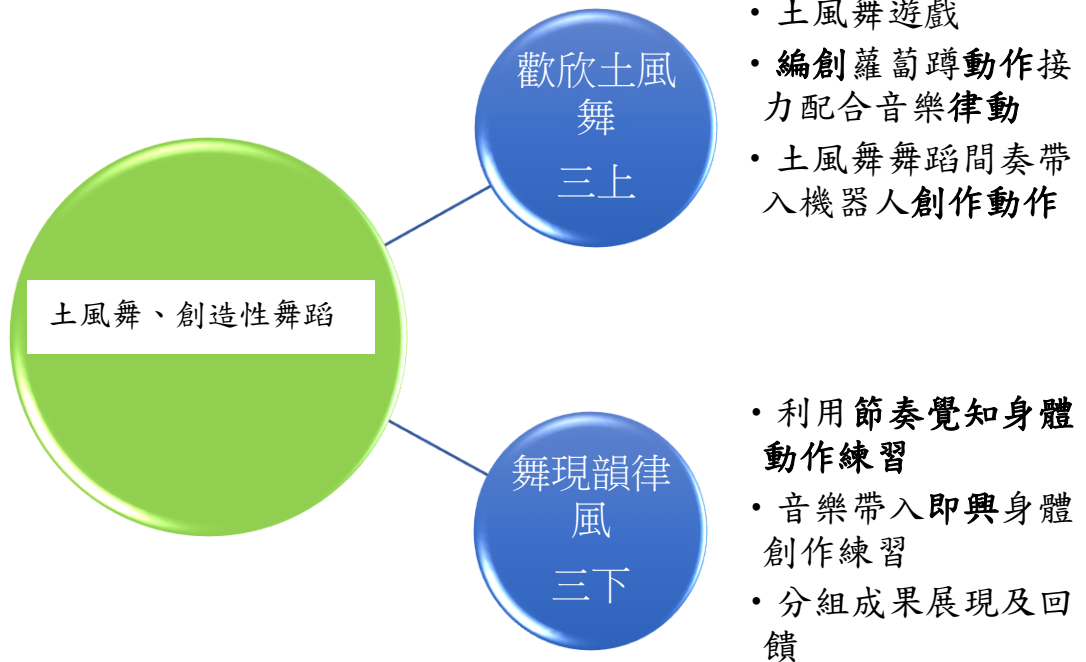 土風舞、創造性舞蹈
歡欣土風
舞
三上
・土風舞遊戲
・編創蘿蔔蹲動作接
力配合音樂律動
・土風舞舞蹈間奏帶
入機器人創作動作
舞現韻律
風
三下
・利用節奏覺知身體
動作練習
・音樂帶入即興身體
創作練習
・分組成果展現及回
饋